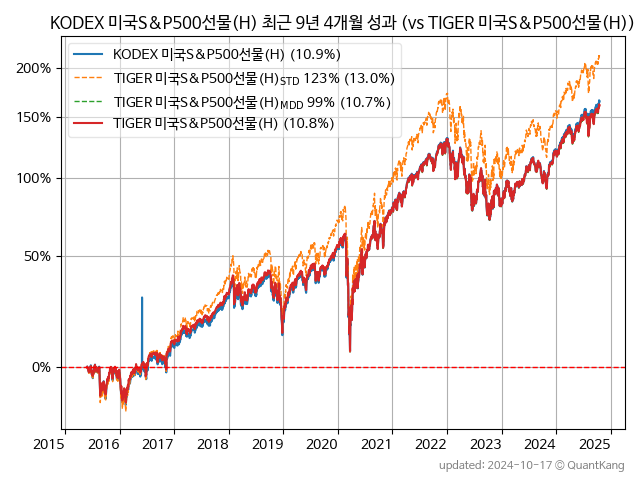 KODEX 미국S&P500선물(H) 최근 9년 4개월 성과 (vs TIGER 미국S&P500선물(H))
KODEX 미국S&P500선물(H) (10.9%)
TIGER 미국S&P500선물(H)STD 123% (13.0%)
TIGER 미국S&P500선물(H)MDD 99% (10.7%)
TIGER 미국S&P500선물(H) (10.8%)
200%
150%
100%
50%
0%
2015 2016 2017 2018 2019 2020 2021 2022 2023 2024 2025
updated: 2024-10-17 © QuantKang